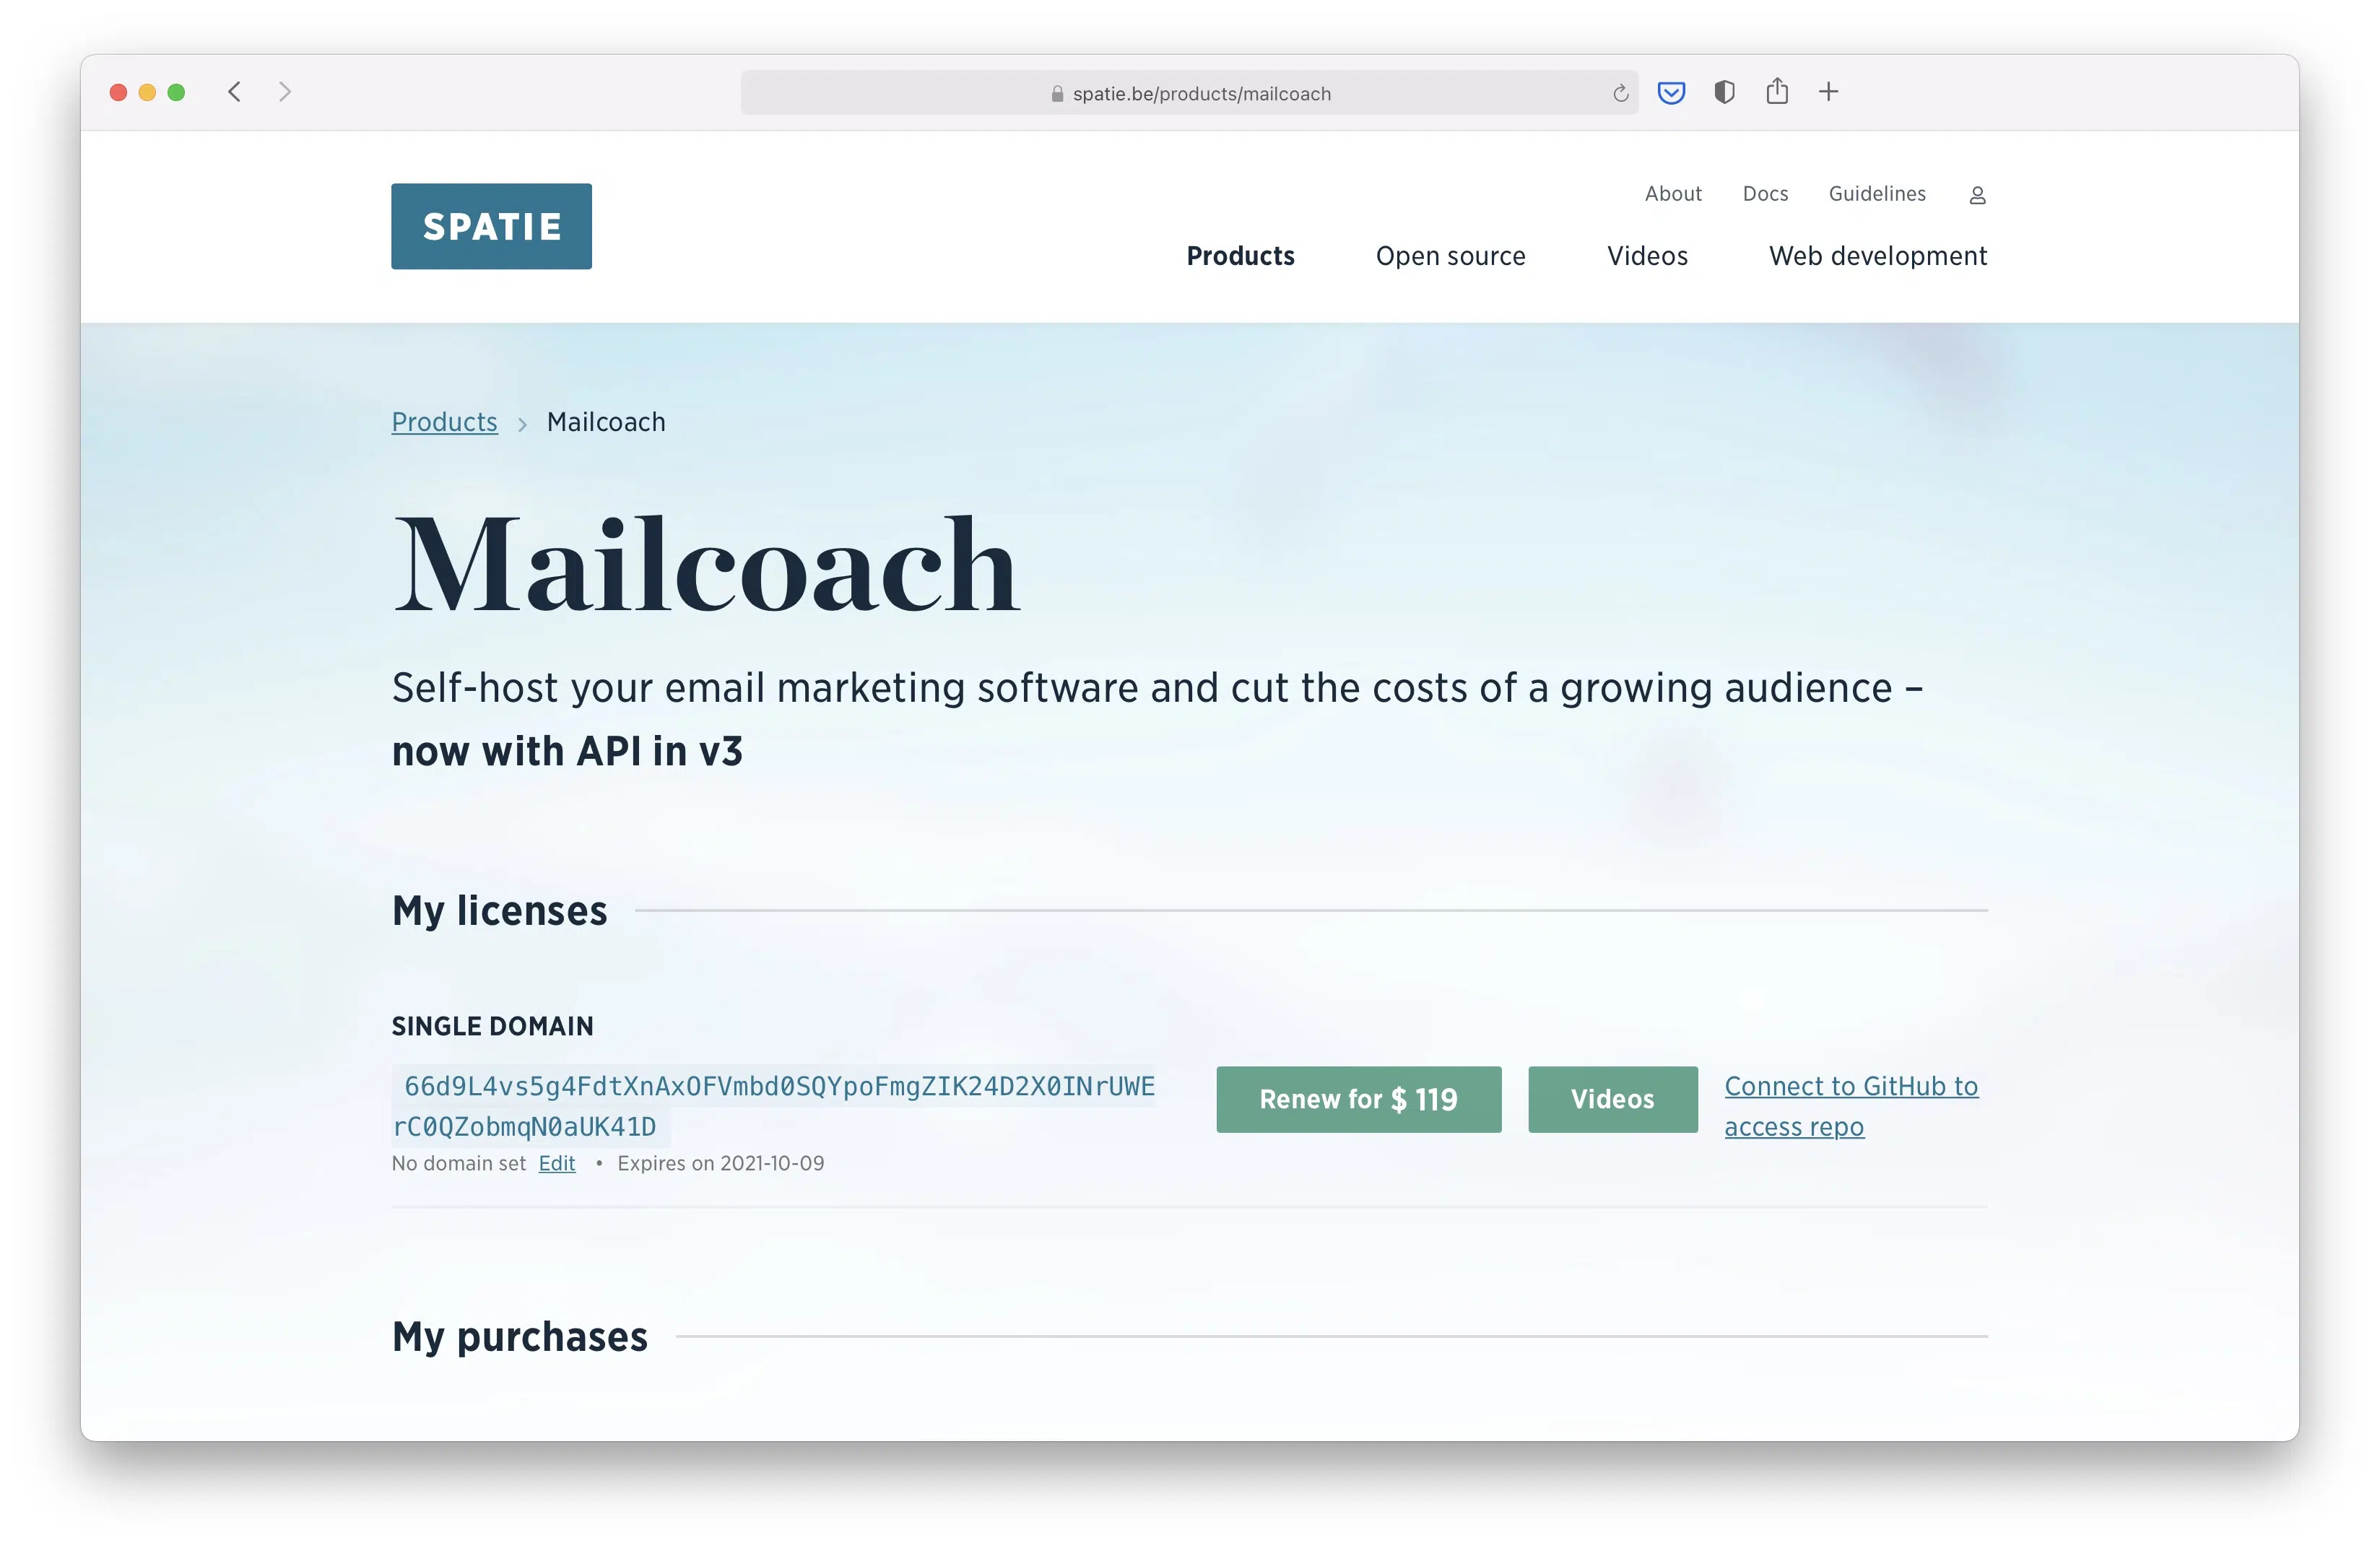 spatie.be/products/mailcoach
SPATIE
About Docs Guidelines
Products Open source Videos Web development
Products > Mailcoach
Mailcoach
Self-host your email marketing software and cut the costs of a growing audience –
now with API in v3
My licenses
SINGLE DOMAIN
66d9L4vs5g4FdtXnAxOFVmbd0SQYpoFmgZIK24D2X0INrUWE
rC0QZobmqN0aUK41D
No domain set Edit • Expires on 2021-10-09
Renew for $ 119
Videos
Connect to GitHub to
access repo
My purchases